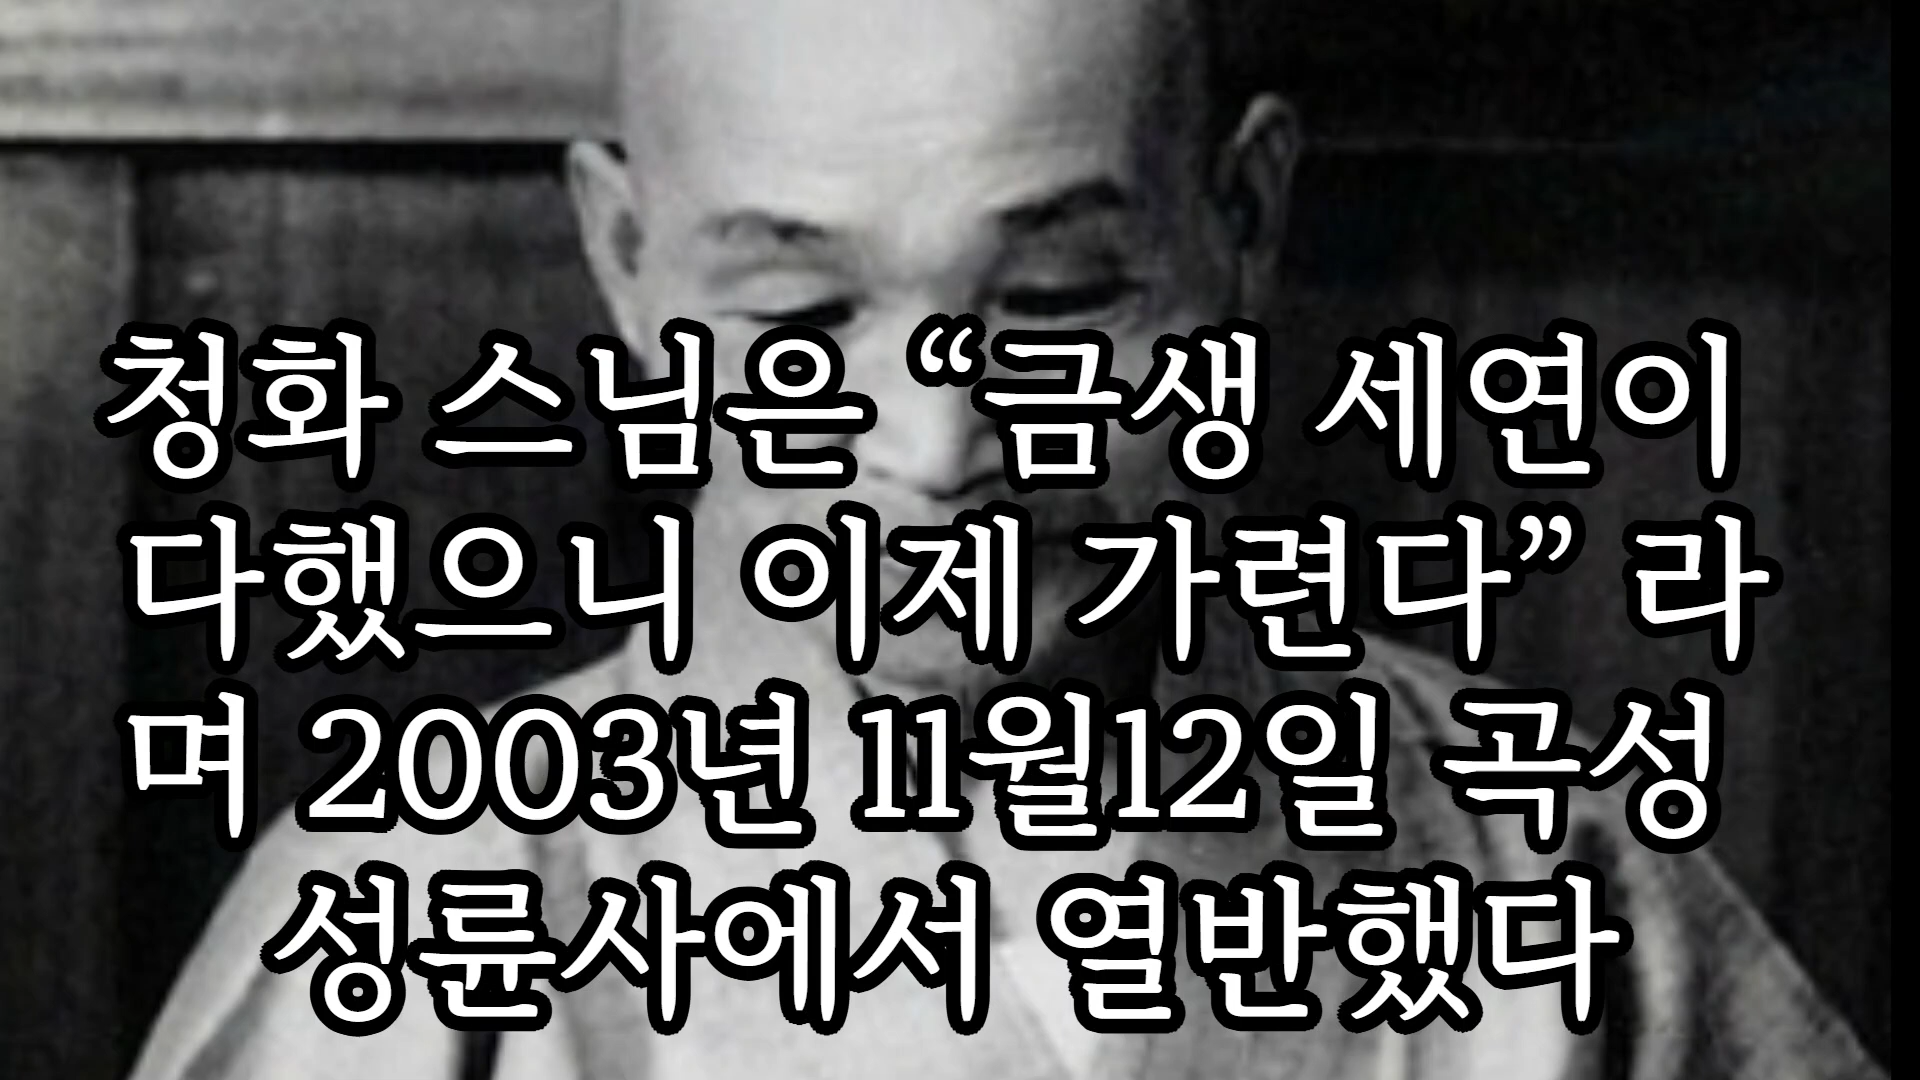 청화 스님은 “금생 세연이
다했으니 이제 가련다” 라
며 2003년 11월12일 곡성
성륜사에서 열반했다